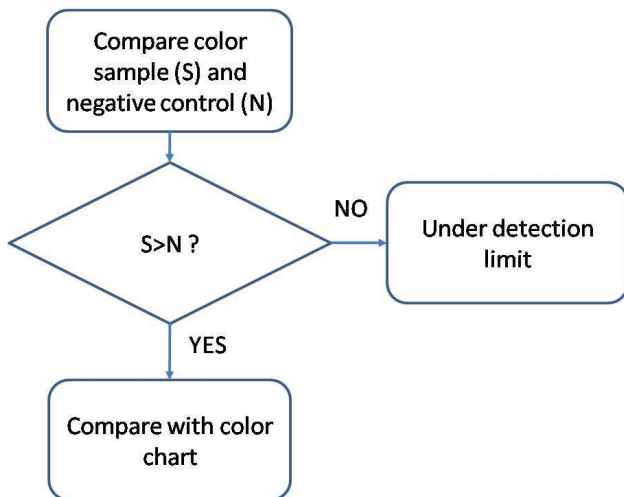 Compare color
sample (S) and
negative control (N)
S>N ?
NO
Under detection
limit
YES
Compare with color
chart